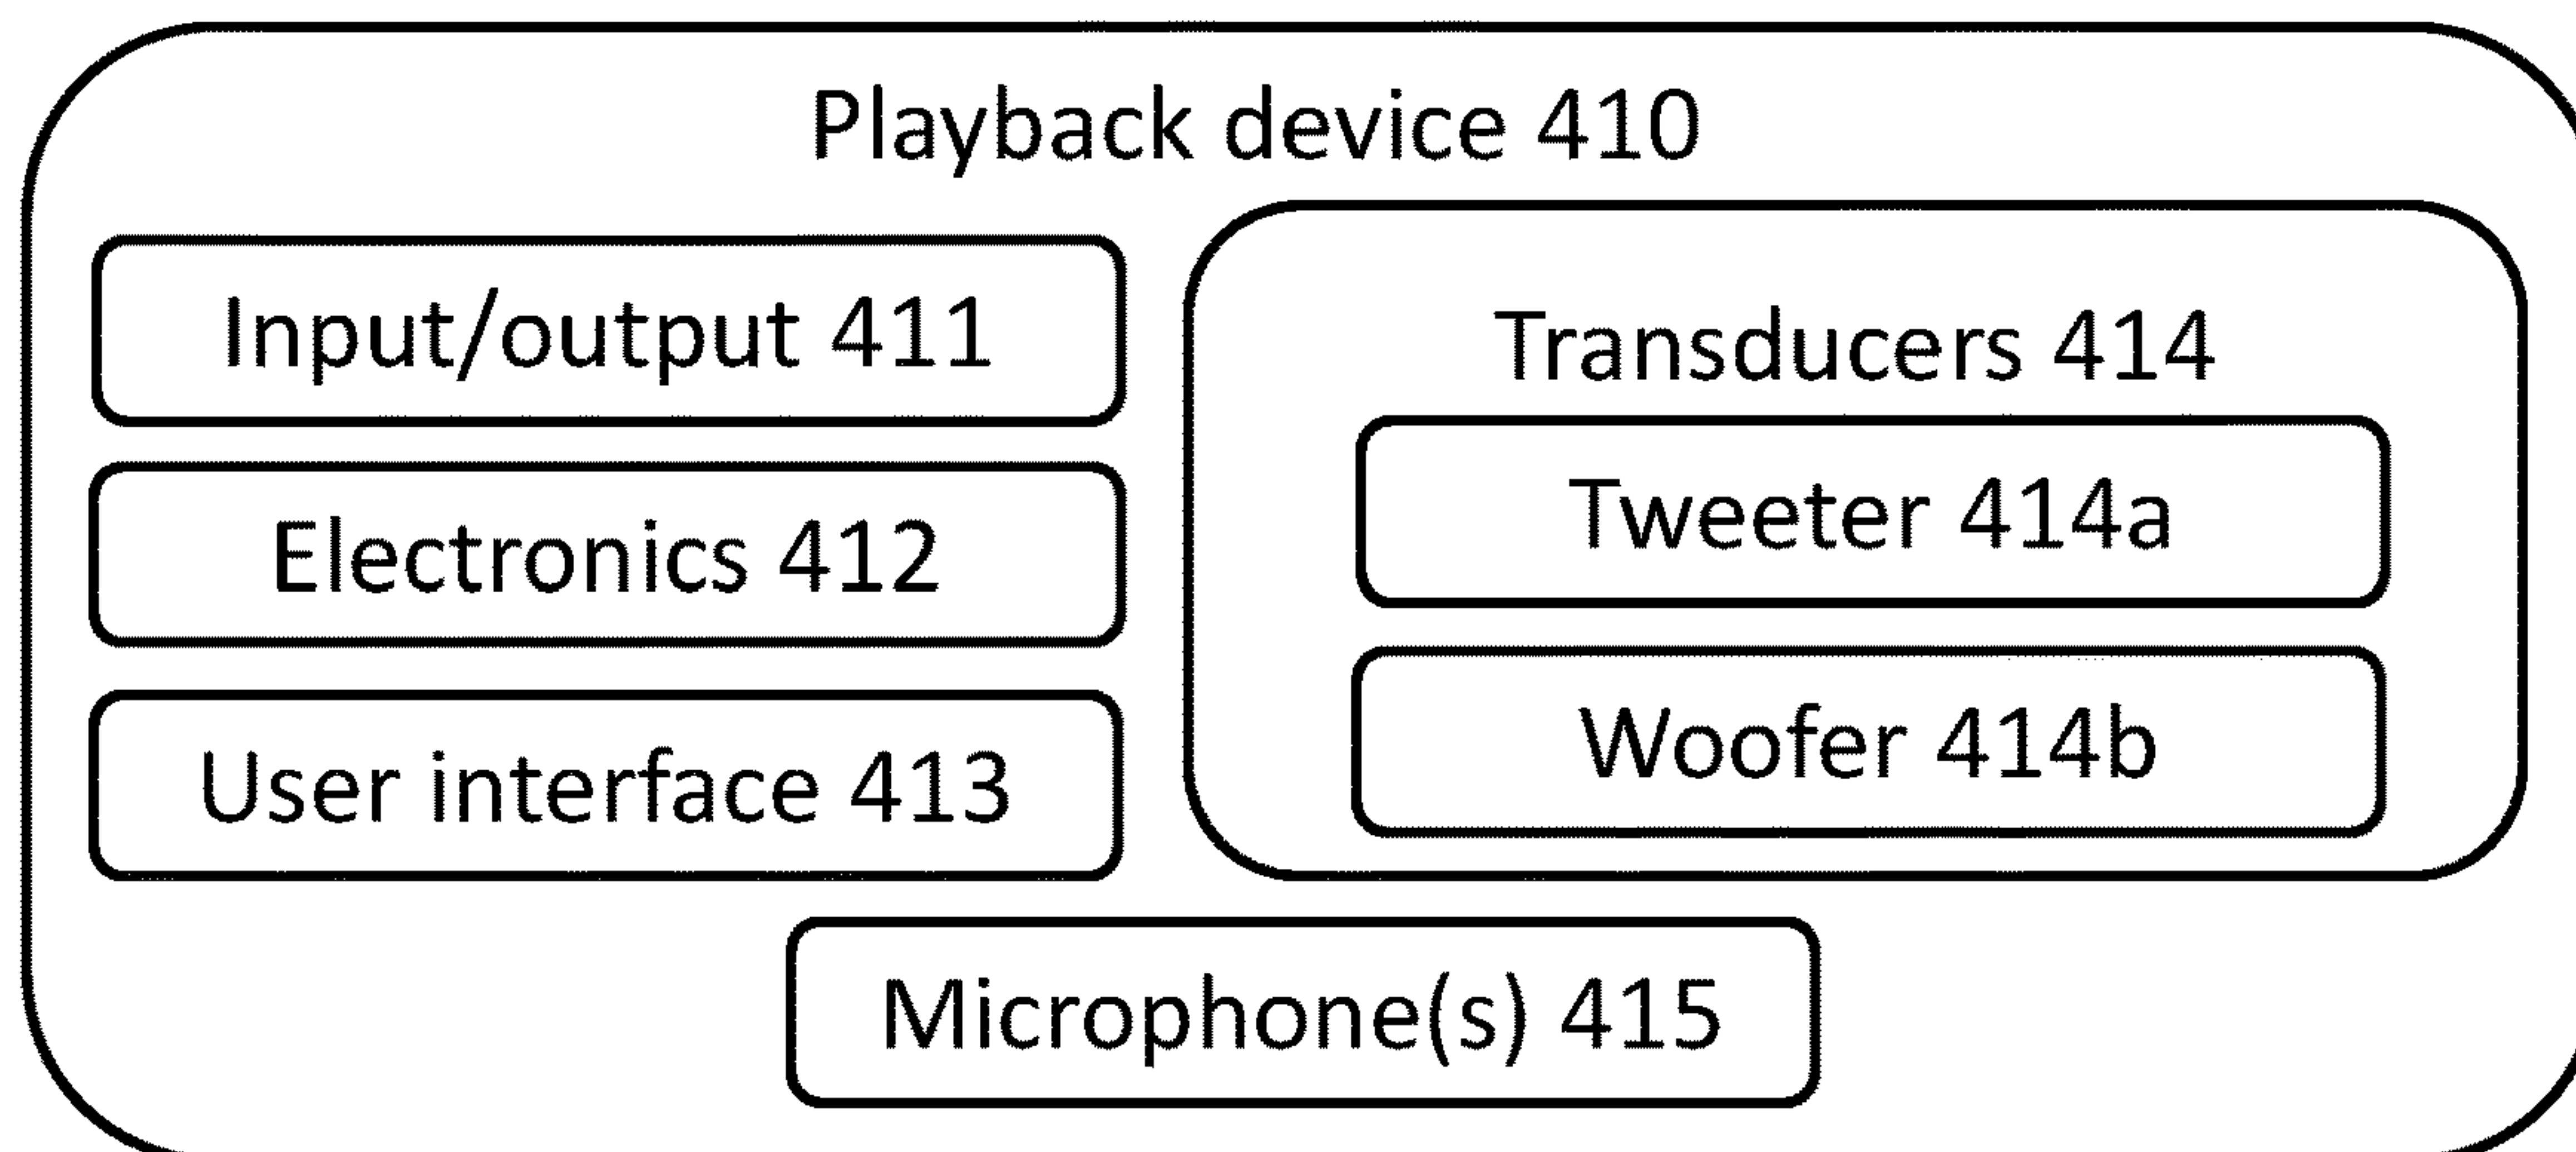 Playback device 410
Input/output 411
Electronics 412
User interface 413
Transducers 414
Tweeter 414a
Woofer 414b
Microphone(s) 415